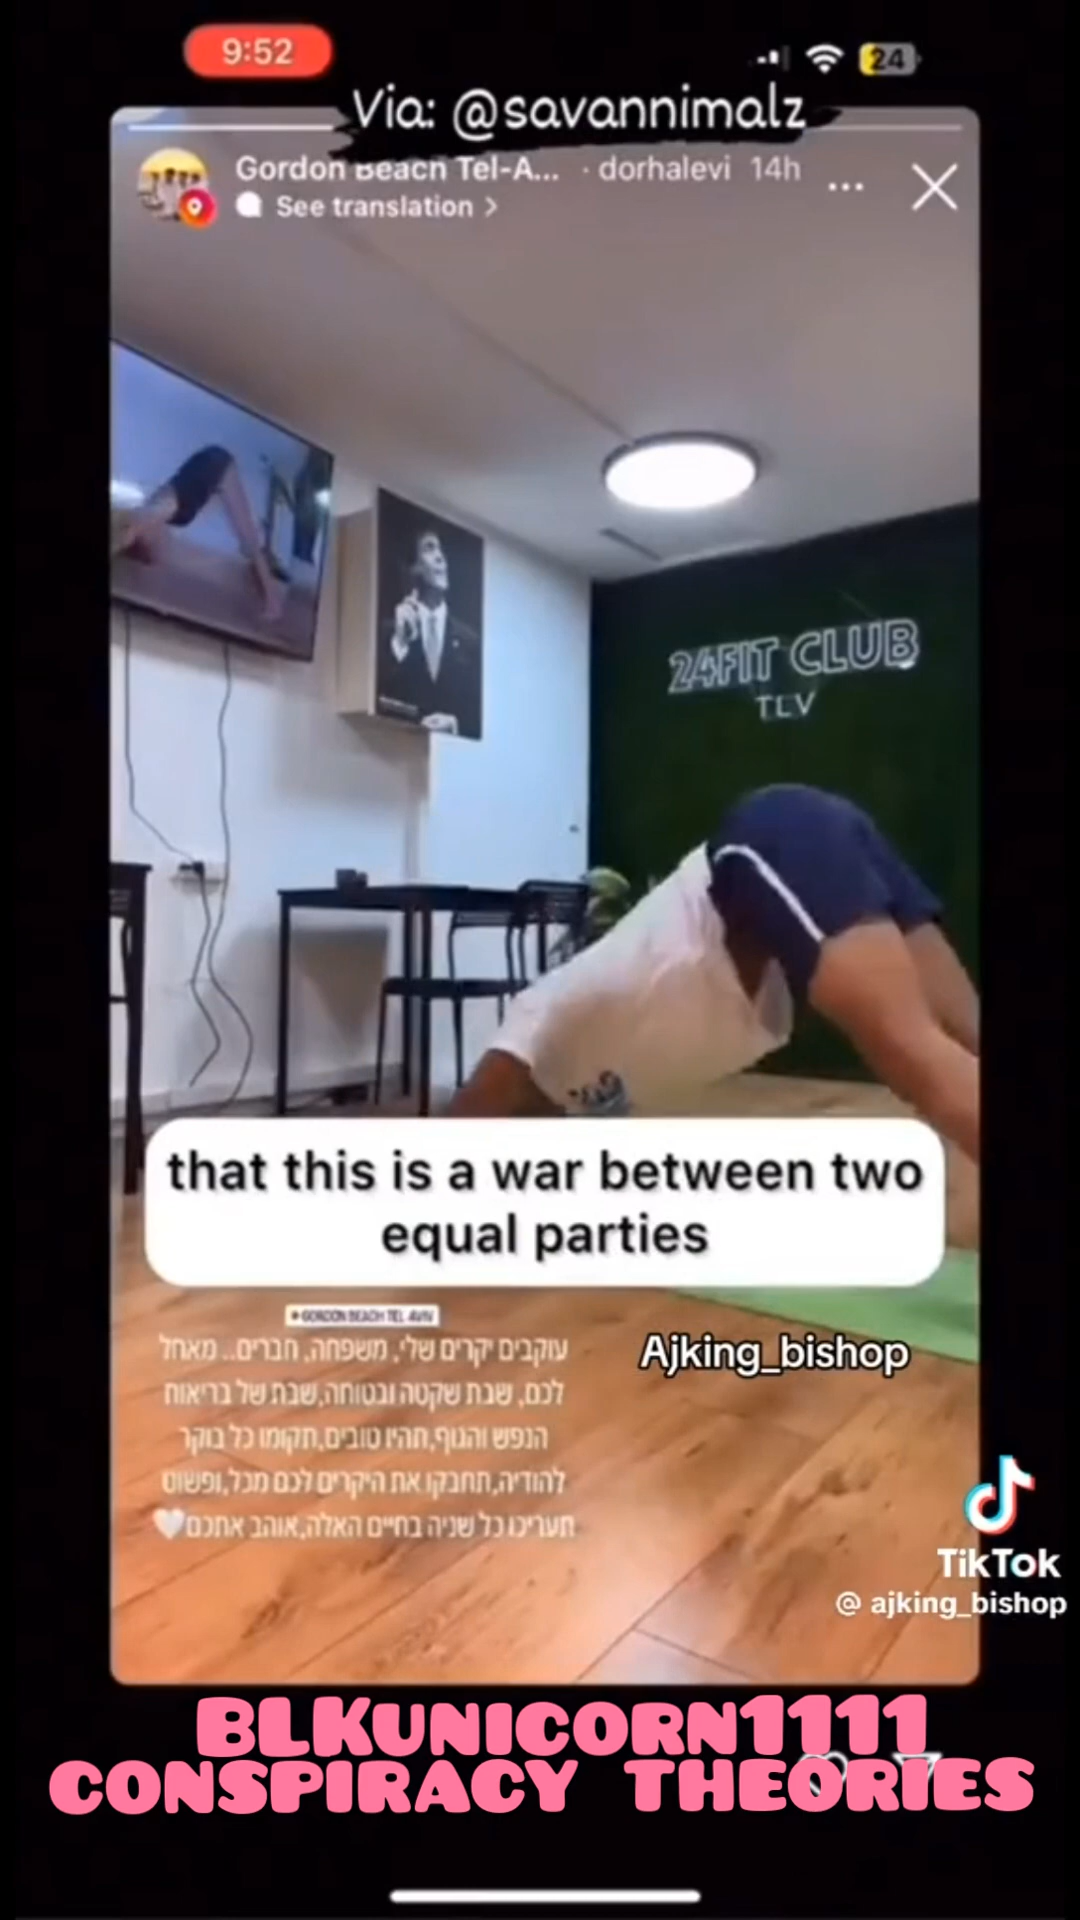 9:52
24
Via: @savannimalz
Gordon Beach Tel-A... · dorhalevi 14h
See translation >
24FIT CLUB
TLV
that this is a war between two
equal parties
GORDON BEACH TEL AVIV
עוקבים יקרים שלי, משפחה, חברים.. מאחל
לכם, שבת שקטה ובטוחה,שבת של בריאות
הנפש והגוף,תהיו טובים,תקומו כל בוקר
להודיה,תחבקו את היקרים לכם מכל,ופשוט
תעריכו כל שניה בחיים האלה,אוהב אתכם🤍
Ajking_bishop
TikTok
@ ajking_bishop
BLKUNICORN1111
CONSPIRACY THEORIES